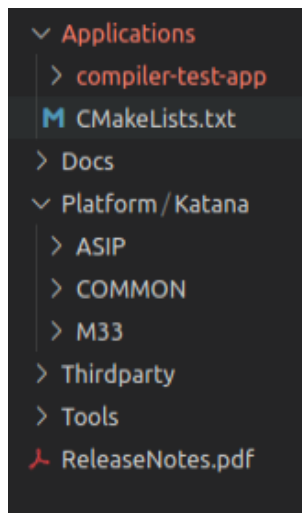 Applications
compiler-test-app
M CMakeLists.txt
Docs
Platform / Katana
ASIP
COMMON
M33
Thirdparty
Tools
ReleaseNotes.pdf